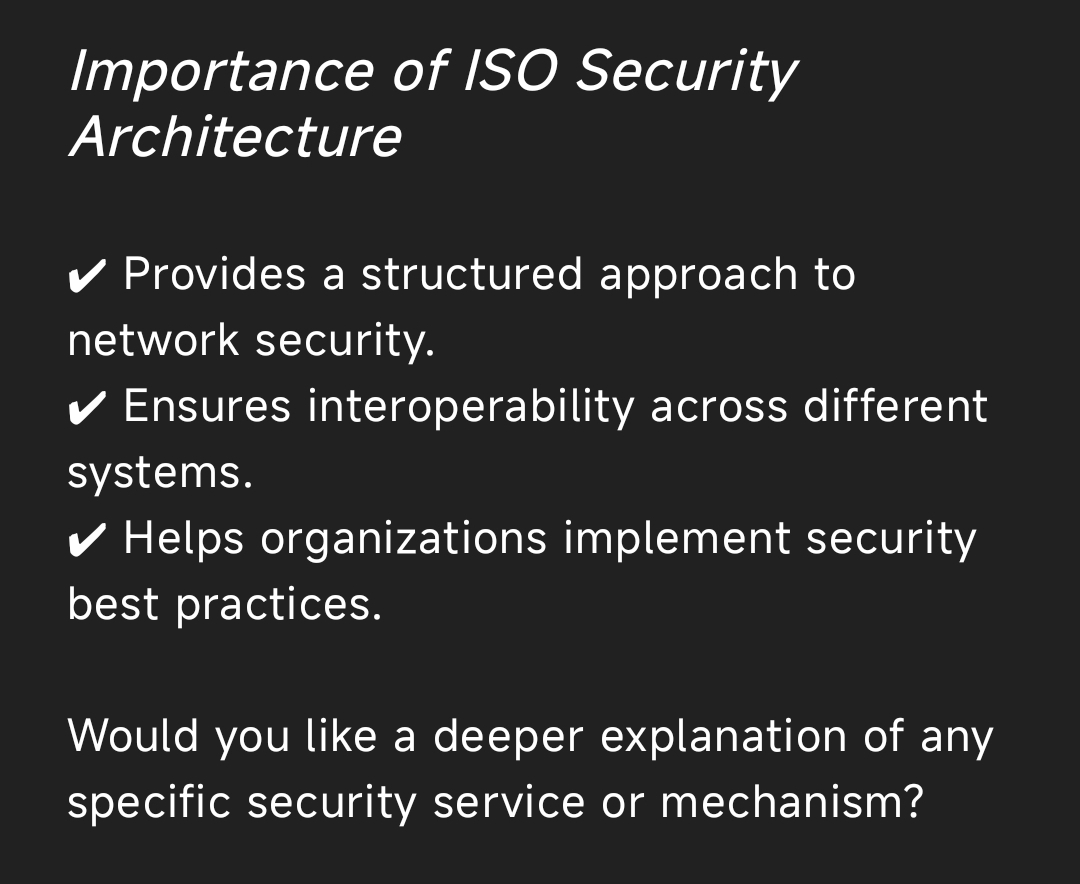 Importance of ISO Security
Architecture
✔ Provides a structured approach to
network security.
✔ Ensures interoperability across different
systems.
✔ Helps organizations implement security
best practices.
Would you like a deeper explanation of any
specific security service or mechanism?